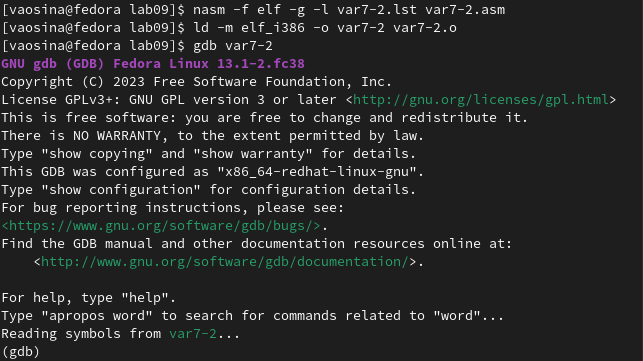 [vaosina@fedora lab09]$ nasm -f elf -g -l var7-2.lst var7-2.asm
[vaosina@fedora lab09]$ ld -m elf_i386 -o var7-2 var7-2.o
[vaosina@fedora lab09]$ gdb var7-2
GNU gdb (GDB) Fedora Linux 13.1-2.fc38
Copyright (C) 2023 Free Software Foundation, Inc.
License GPLv3+: GNU GPL version 3 or later <http://gnu.org/licenses/gpl.html>
This is free software: you are free to change and redistribute it.
There is NO WARRANTY, to the extent permitted by law.
Type "show copying" and "show warranty" for details.
This GDB was configured as "x86_64-redhat-linux-gnu".
Type "show configuration" for configuration details.
For bug reporting instructions, please see:
<https://www.gnu.org/software/gdb/bugs/>.
Find the GDB manual and other documentation resources online at:
    <http://www.gnu.org/software/gdb/documentation/>.

For help, type "help".
Type "apropos word" to search for commands related to "word"...
Reading symbols from var7-2...
(gdb)